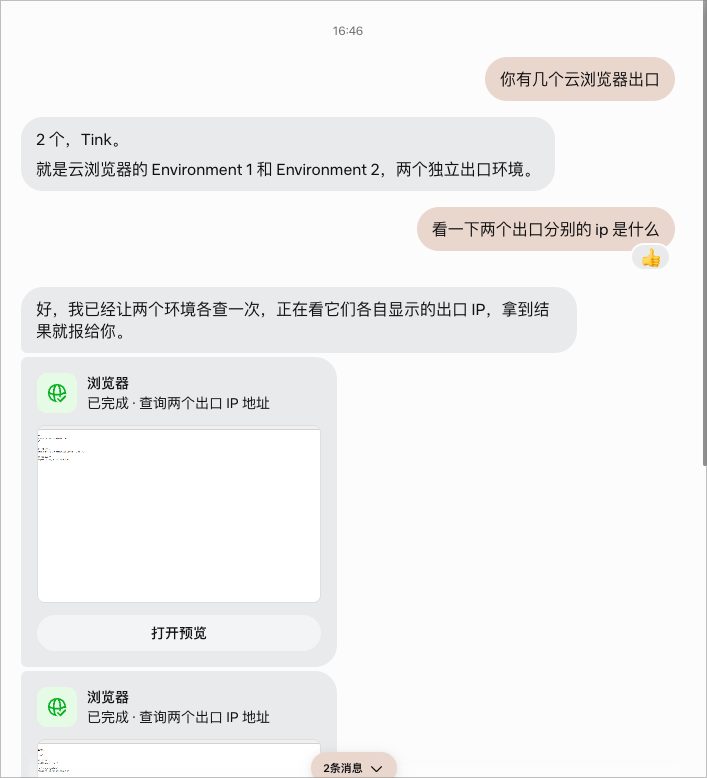 16:46
你有几个云浏览器出口
2 个，Tink。
就是云浏览器的 Environment 1 和 Environment 2，两个独立出口环境。
看一下两个出口分别的 ip 是什么
好，我已经让两个环境各查一次，正在看它们各自显示的出口 IP，拿到结
果就报给你。
浏览器
已完成 · 查询两个出口 IP 地址
打开预览
浏览器
已完成 · 查询两个出口 IP 地址
2条消息